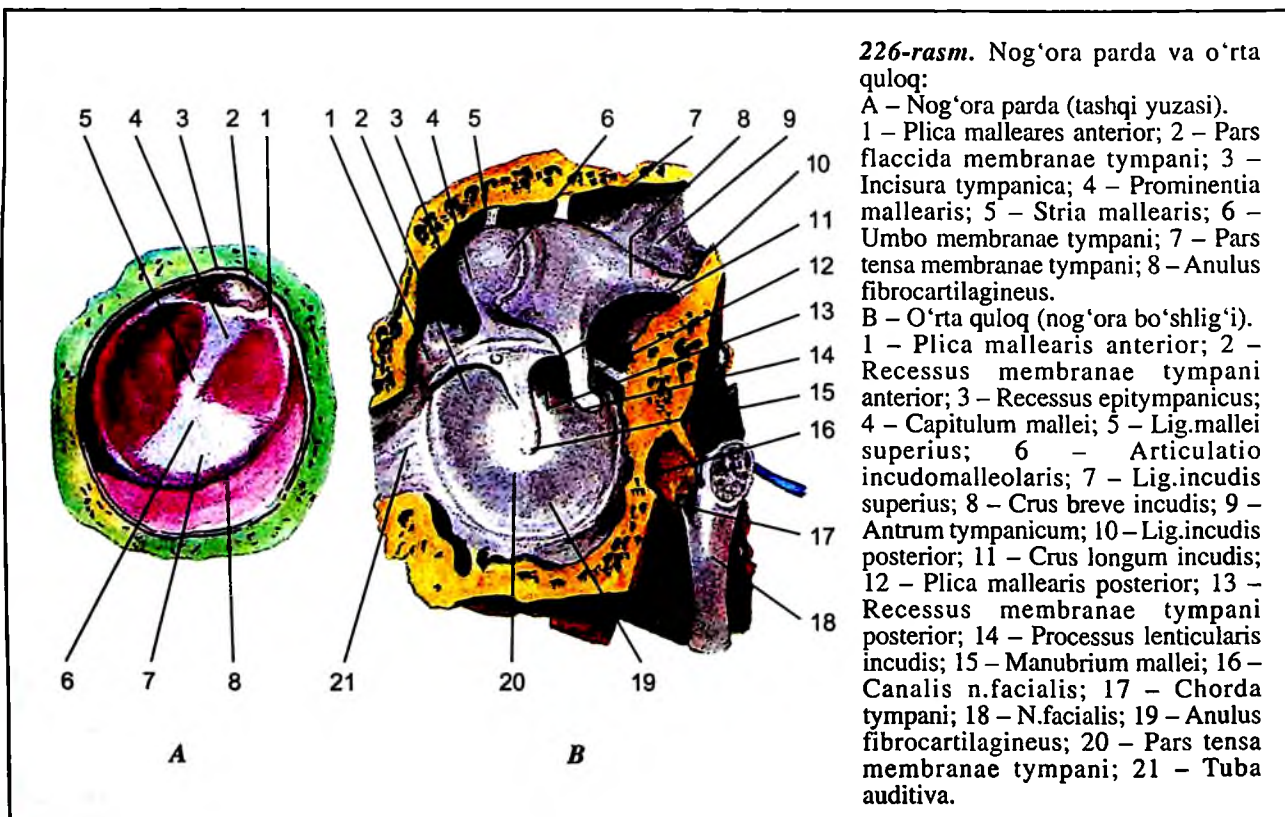 5 4 3 2 1
1 2 3 4 5 6 7 8 9
10
11
12
13
14
15
16
17
18
6 7 8 21 20 19
A B
226-rasm. Nog‘ora parda va o‘rta
quloq:
A – Nog‘ora parda (tashqi yuzasi).
1 – Plica malleares anterior; 2 – Pars
flaccida membranae tympani; 3 –
Incisura tympanica; 4 – Prominentia
mallearis; 5 – Stria mallearis; 6 –
Umbo membranae tympani; 7 – Pars
tensa membranae tympani; 8 – Anulus
fibrocartilagineus.
B – O‘rta quloq (nog‘ora bo‘shlig‘i).
1 – Plica mallearis anterior; 2 –
Recessus membranae tympani
anterior; 3 – Recessus epitympanicus;
4 – Capitulum mallei; 5 – Lig.mallei
superius; 6 – Articulatio
incudomalleolaris; 7 – Lig.incudis
superius; 8 – Crus breve incudis; 9 –
Antrum tympanicum; 10 – Lig.incudis
posterior; 11 – Crus longum incudis;
12 – Plica mallearis posterior; 13 –
Recessus membranae tympani
posterior; 14 – Processus lenticularis
incudis; 15 – Manubrium mallei; 16 –
Canalis n.facialis; 17 – Chorda
tympani; 18 – N.facialis; 19 – Anulus
fibrocartilagineus; 20 – Pars tensa
membranae tympani; 21 – Tuba
auditiva.